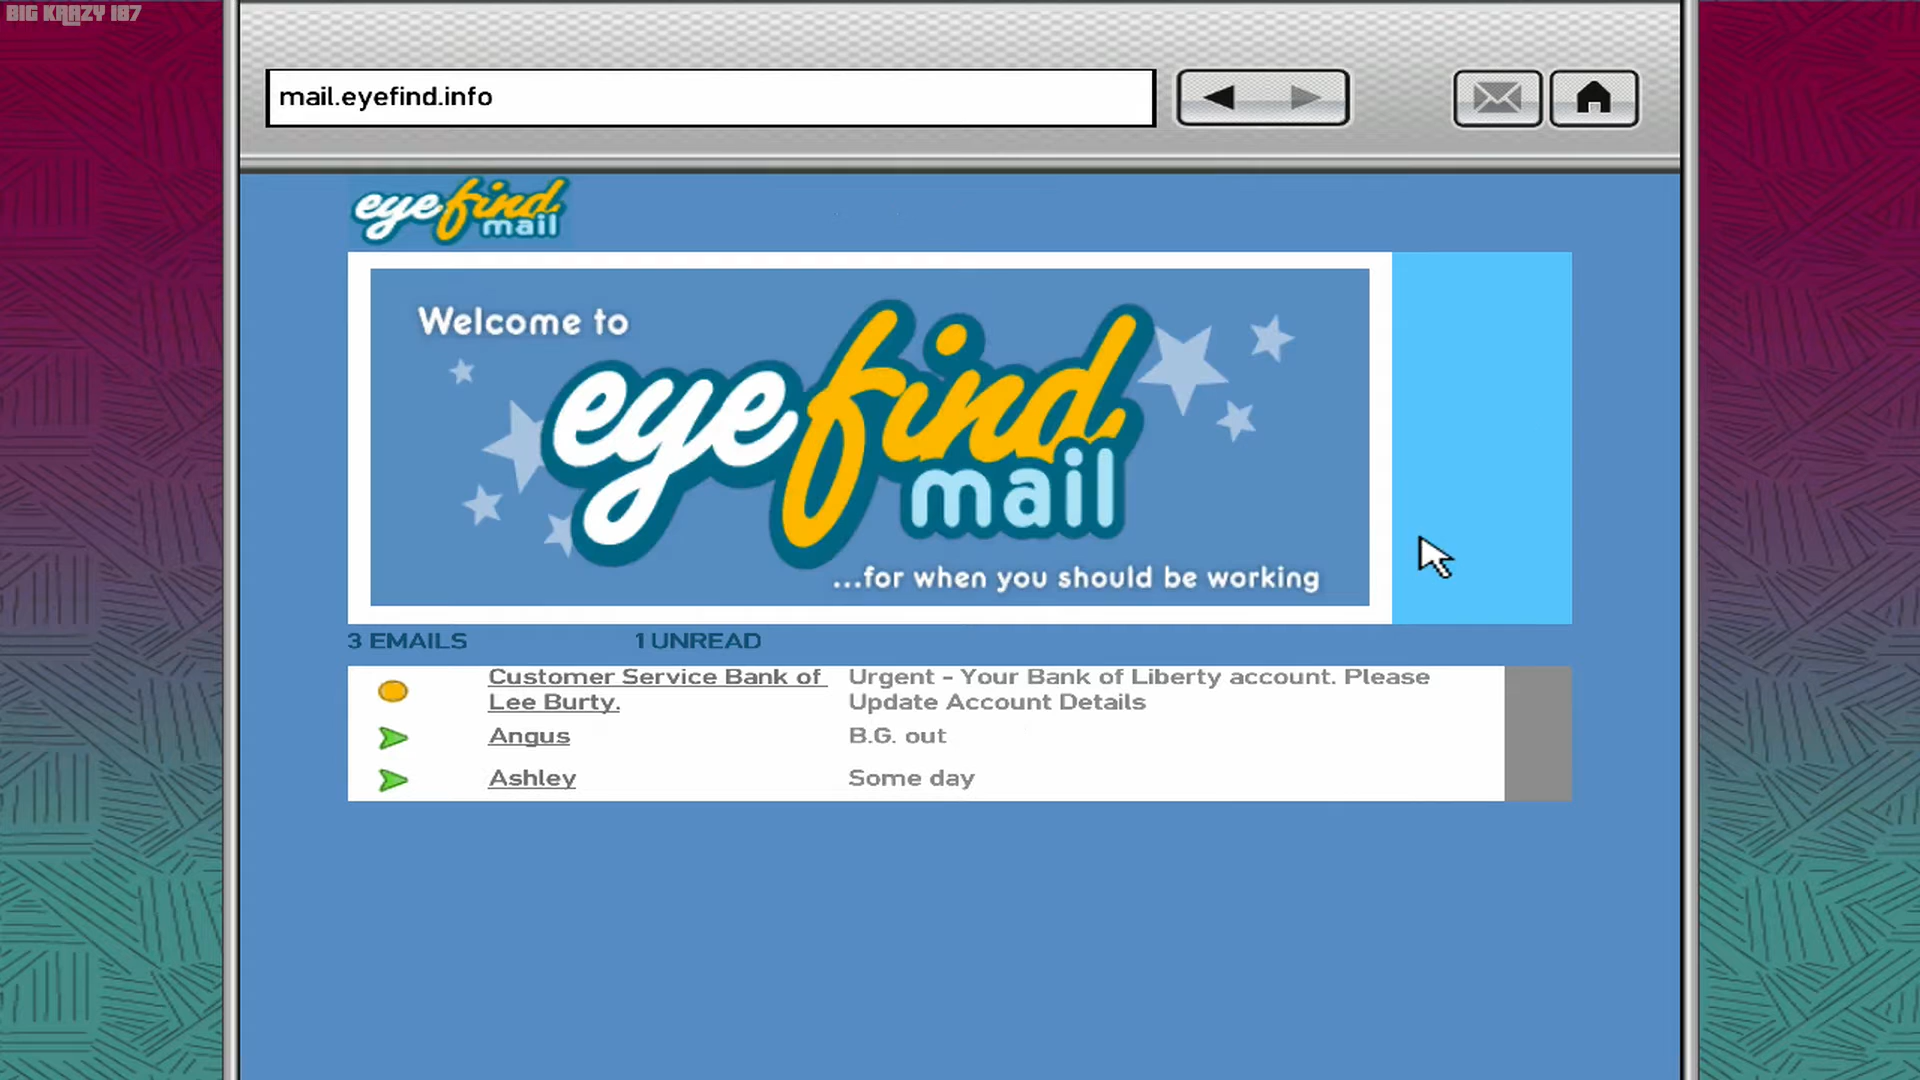 BIG KRAZY 187
mail.eyefind.info
eyefind
mail
Welcome to
eyefind
mail
...for when you should be working
3 EMAILS 1 UNREAD
Customer Service Bank of Urgent - Your Bank of Liberty account. Please
Lee Burty. Update Account Details
Angus B.G. out
Ashley Some day